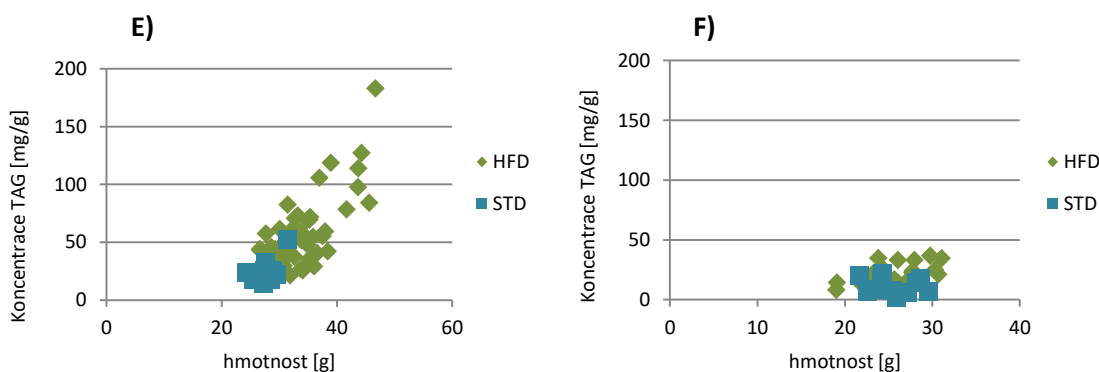 E)
Koncentrace TAG [mg/g]
200
150
100
50
0
0 20 40 60
hmotnost [g]
HFD
STD
F)
Koncentrace TAG [mg/g]
200
150
100
50
0
0 10 20 30 40
hmotnost [g]
HFD
STD